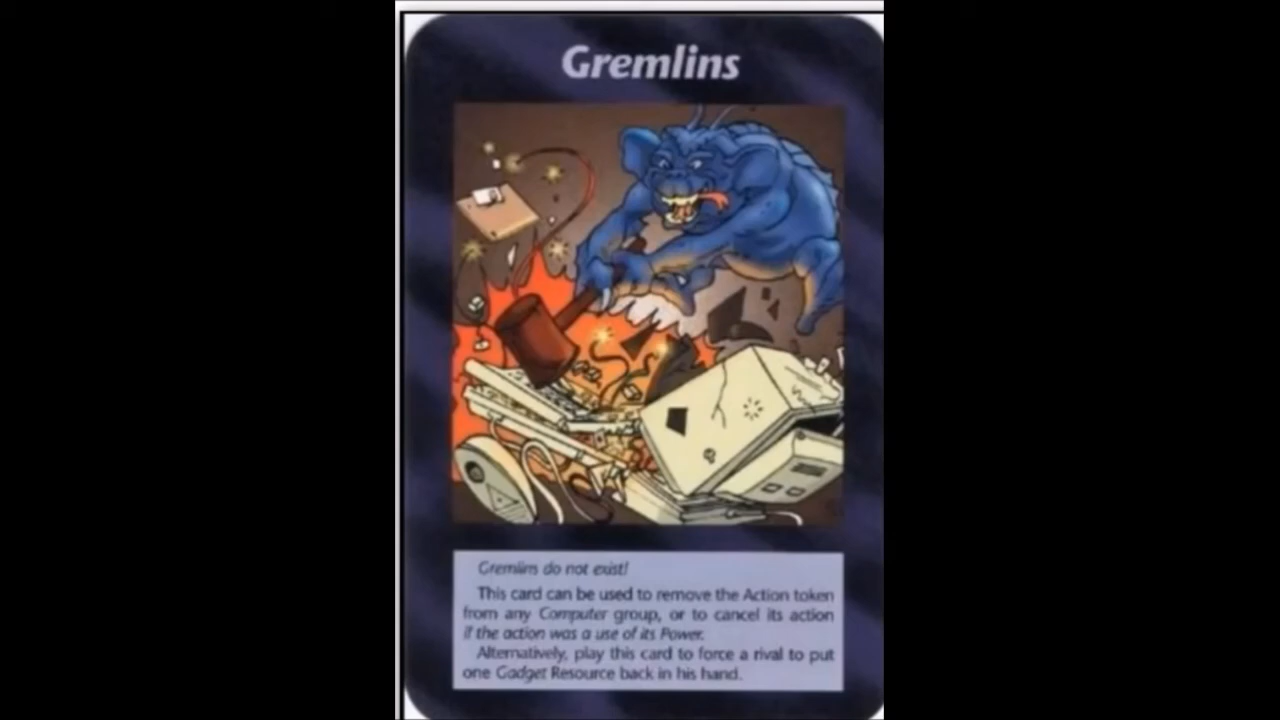 Gremlins
Gremlins do not exist!
This card can be used to remove the Action token
from any Computer group, or to cancel its action
if the action was a use of its Power.
Alternatively, play this card to force a rival to put
one Gadget Resource back in his hand.